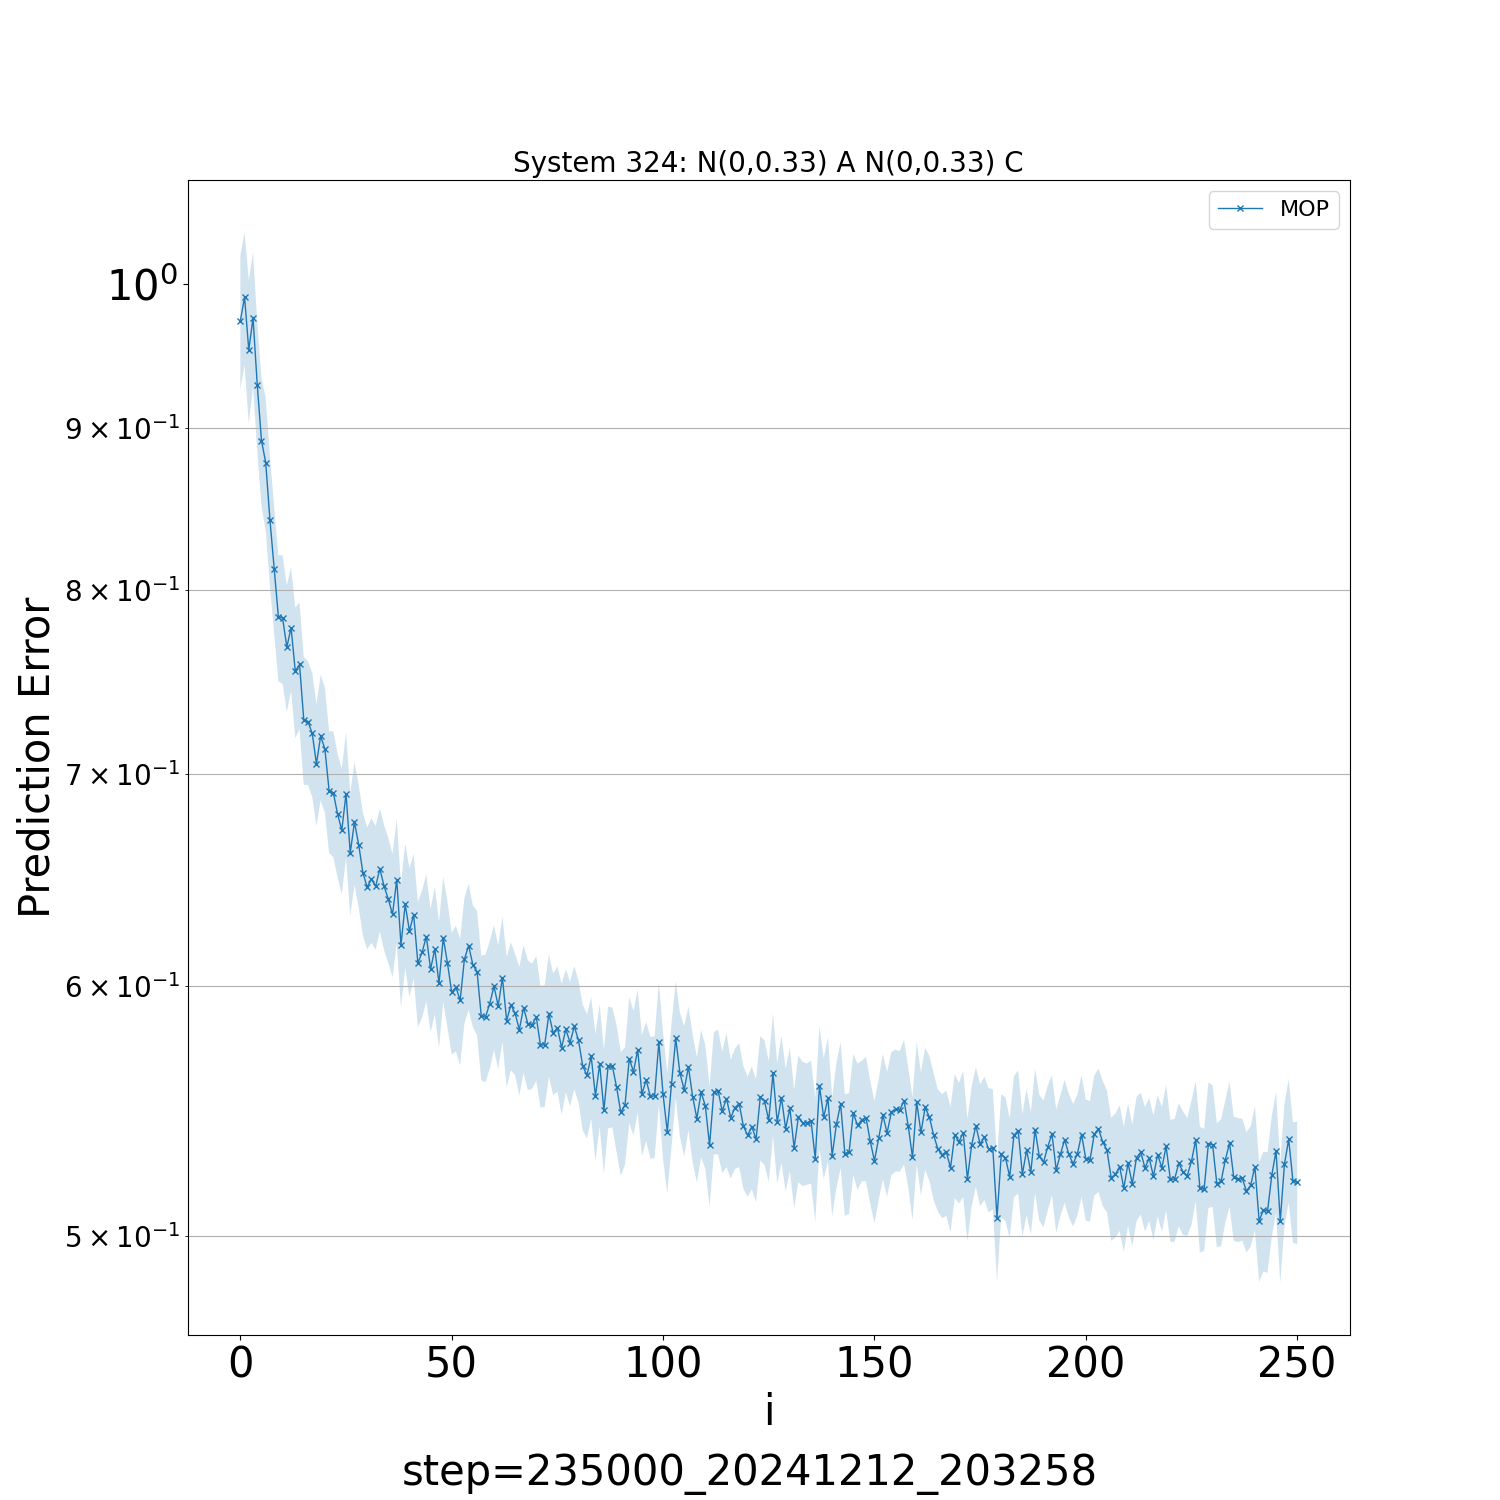 System 324: N(0,0.33) A N(0,0.33) C
MOP
10⁰
9 × 10⁻¹
8 × 10⁻¹
7 × 10⁻¹
6 × 10⁻¹
5 × 10⁻¹
Prediction Error
0 50 100 150 200 250
i
step=235000_20241212_203258